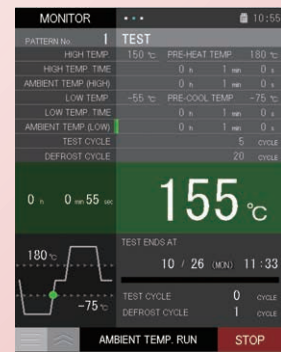 MONITOR ••• 10:55
PATTERN No 1 TEST
HIGH TEMP. 150 ℃ PRE-HEAT TEMP. 180 ℃
HIGH TEMP. TIME 0 h 1 min 0 s
AMBIENT TEMP.(HIGH) 0 h 1 min 0 s
LOW TEMP. -55 ℃ PRE-COOL TEMP. -75 ℃
LOW TEMP. TIME 0 h 1 min 0 s
AMBIENT TEMP.(LOW) 0 h 1 min 0 s
TEST CYCLE 5 CYCLE
DEFROST CYCLE 20 CYCLE
0 h 0 min 55 sec 155 ℃
180 ℃
-75 ℃
TEST ENDS AT
10 / 26 (MON) 11:33
TEST CYCLE 0 CYCLE
DEFROST CYCLE 1 CYCLE
AMBIENT TEMP. RUN STOP